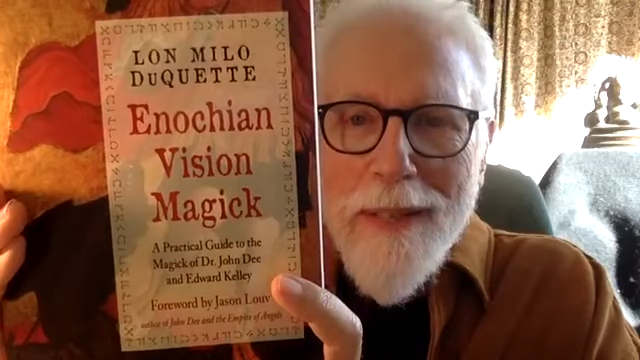 LON MILO
DUQUETTE
Enochian
Vision
Magick
A Practical Guide to the
Magick of Dr. John Dee
and Edward Kelley
Foreword by Jason Louv
author of John Dee and the Empire of Angels